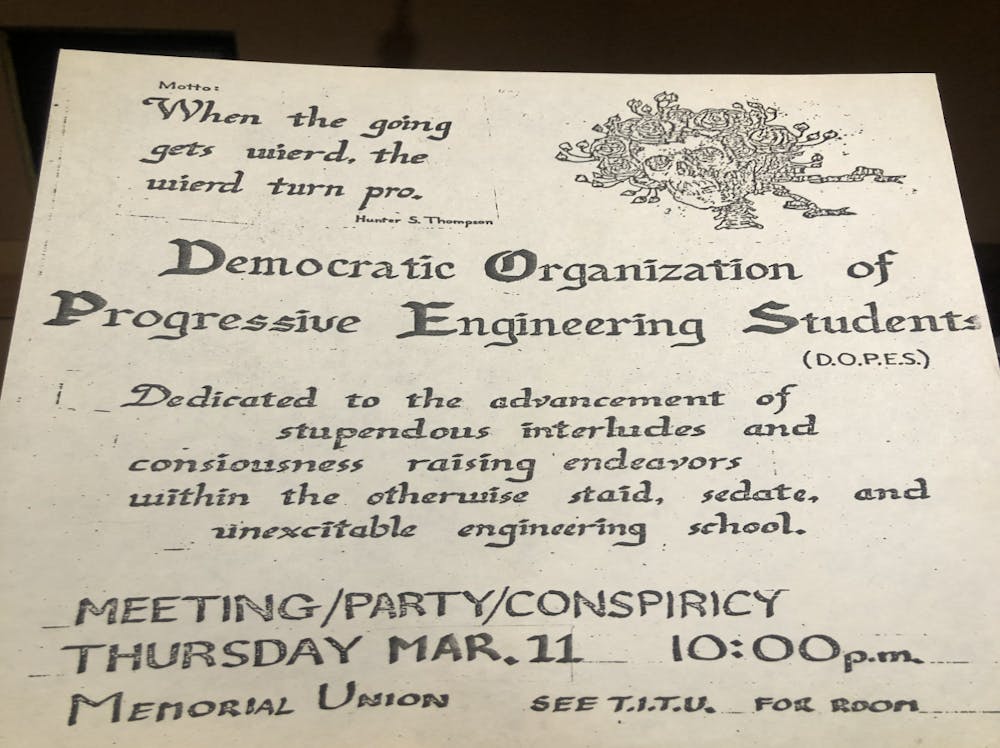 Motto:
When the going
gets wierd, the
wierd turn pro.
Hunter S. Thompson
Democratic Organization of
Progressive Engineering Students
(D.O.P.E.S.)
Dedicated to the advancement of
stupendous interludes and
consiousness raising endeavors
within the otherwise staid, sedate, and
unexcitable engineering school.
MEETING/PARTY/CONSPIRICY
THURSDAY MAR. 11 10:00 p.m.
MEMORIAL UNION SEE T.I.T.U. FOR ROOM